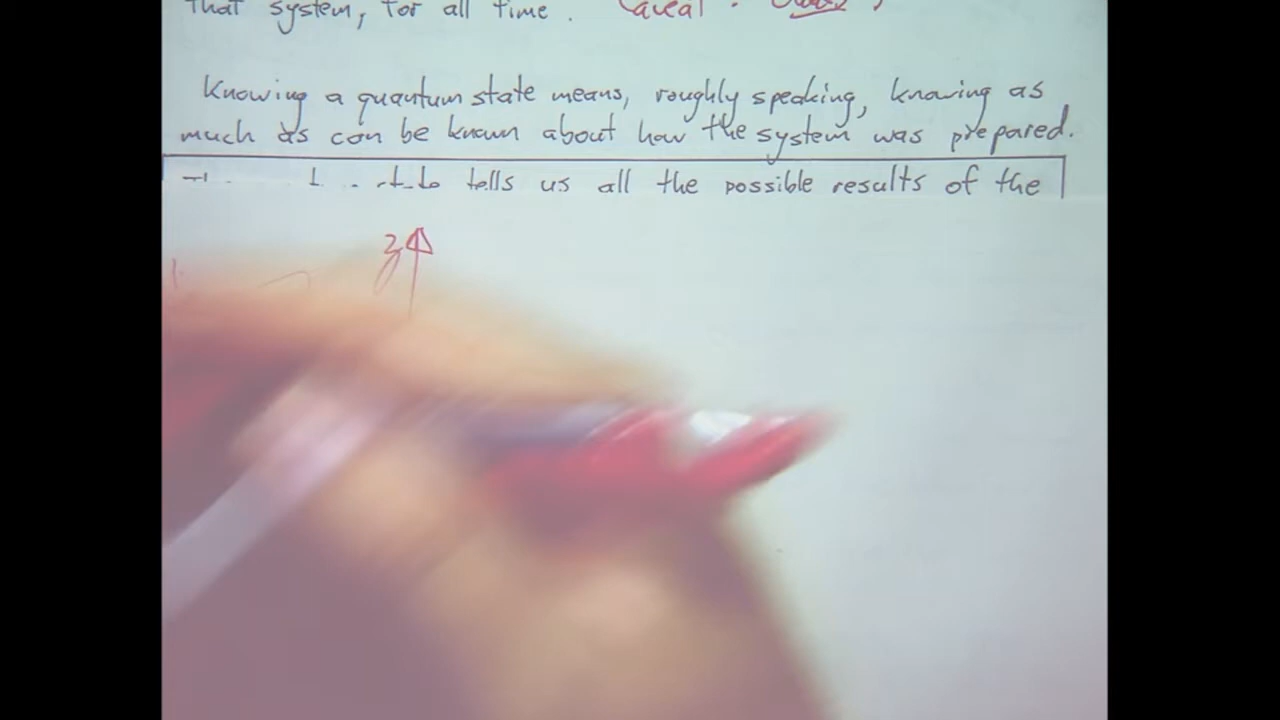 that system, for all time. Caveat: Chaos?
Knowing a quantum state means, roughly speaking, knowing as
much as can be known about how the system was prepared.
tells us all the possible results of the
z